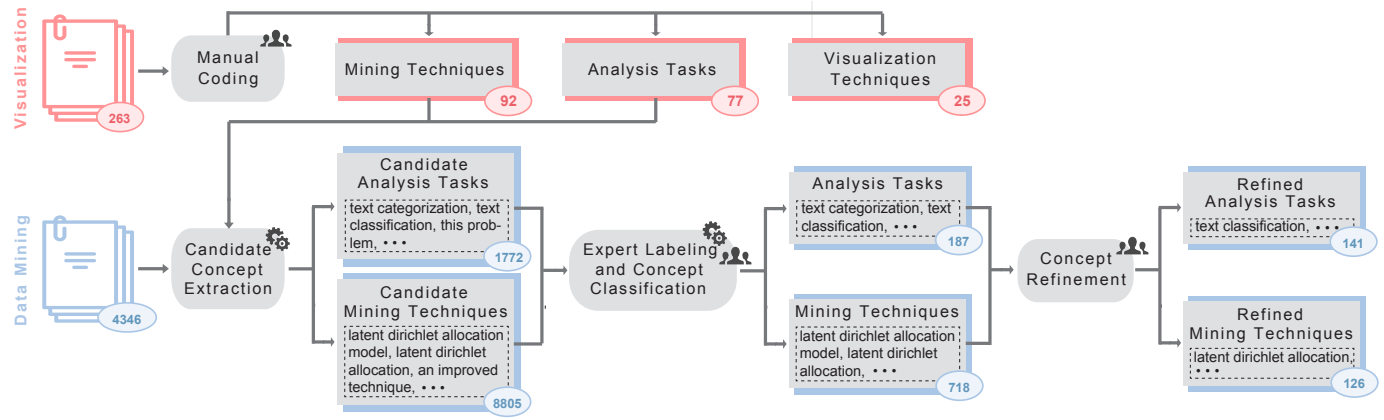 Visualization
263
Manual
Coding
Mining Techniques
92
Analysis Tasks
77
Visualization
Techniques
25
Data Mining
4346
Candidate
Concept
Extraction
Candidate
Analysis Tasks
text categorization, text
classification, this prob-
lem, •••
1772
Candidate
Mining Techniques
latent dirichlet allocation
model, latent dirichlet
allocation, an improved
technique, •••
8805
Expert Labeling
and Concept
Classification
Analysis Tasks
text categorization, text
classification, •••
187
Mining Techniques
latent dirichlet allocation
model, latent dirichlet
allocation, •••
718
Concept
Refinement
Refined
Analysis Tasks
text classification, •••
141
Refined
Mining Techniques
latent dirichlet allocation,
•••
126